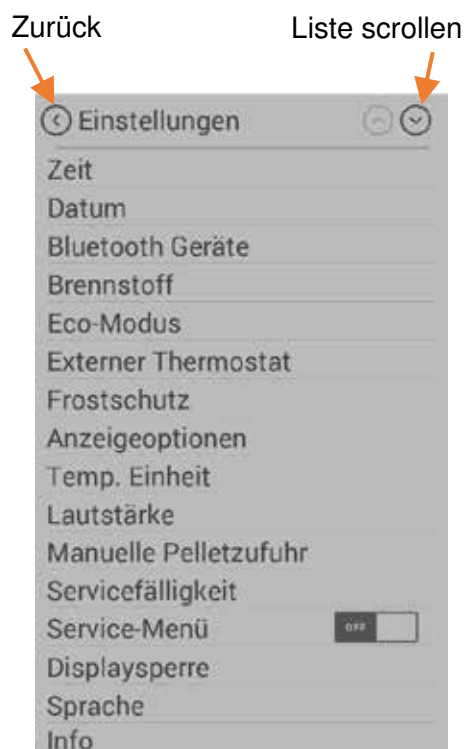 Zurück
Liste scrollen
Einstellungen
Zeit
Datum
Bluetooth Geräte
Brennstoff
Eco-Modus
Externer Thermostat
Frostschutz
Anzeigeoptionen
Temp. Einheit
Lautstärke
Manuelle Pelletzufuhr
Servicefälligkeit
Service-Menü
OFF
Displaysperre
Sprache
Info